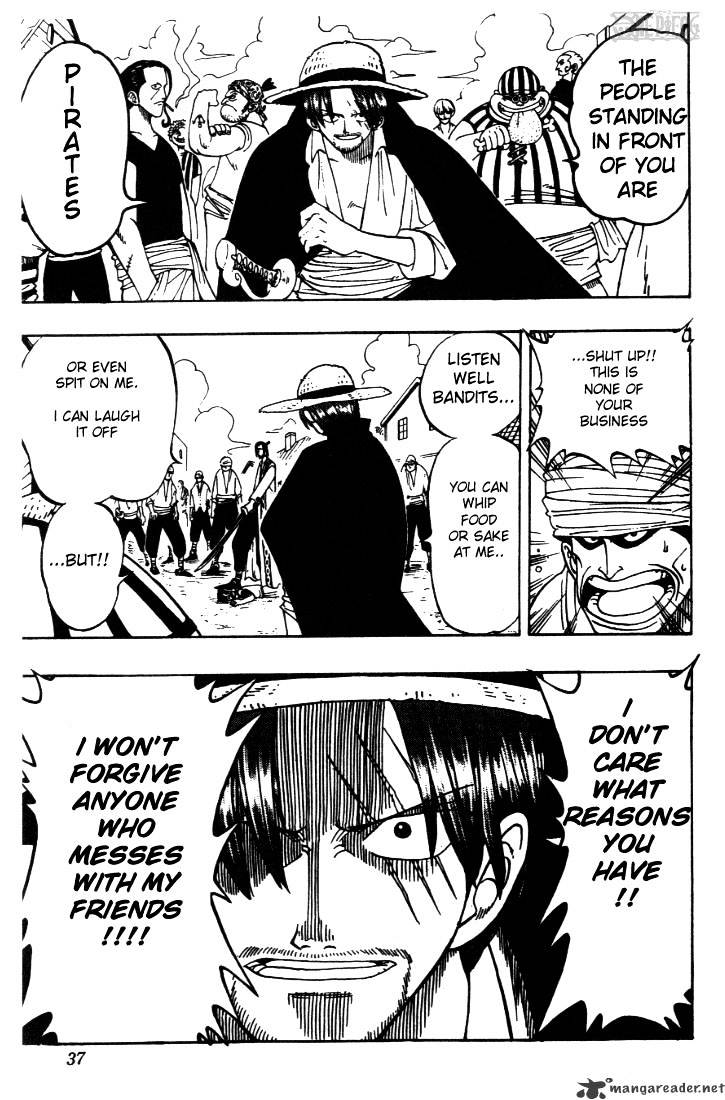 THE
PEOPLE
STANDING
IN FRONT
OF YOU
ARE
PIRATES
...SHUT UP!!
THIS IS
NONE OF
YOUR
BUSINESS
LISTEN
WELL
BANDITS...
YOU CAN
WHIP
FOOD
OR SAKE
AT ME..
OR EVEN
SPIT ON ME.
I CAN LAUGH
IT OFF
...BUT!!
I
DON'T
CARE
WHAT
REASONS
YOU
HAVE
!!
I WON'T
FORGIVE
ANYONE
WHO
MESSES
WITH MY
FRIENDS
!!!!
37
mangareader.net